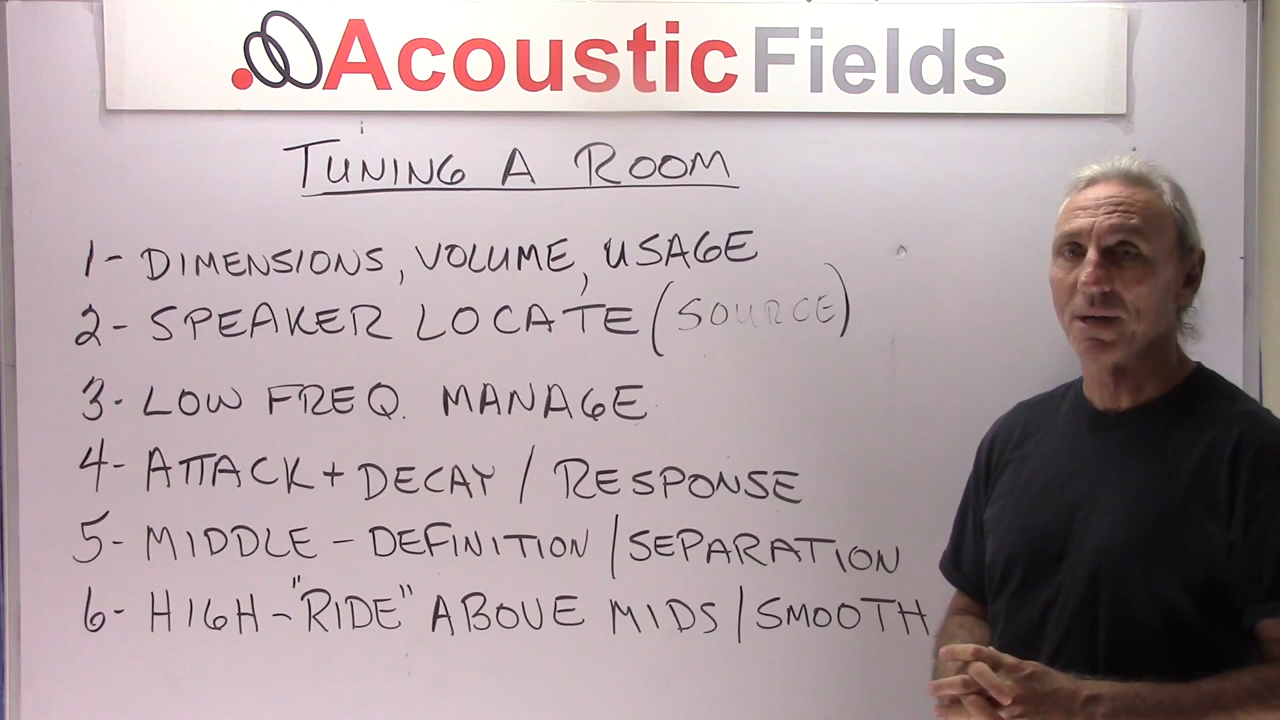 AcousticFields
TUNING A ROOM
1- DIMENSIONS, VOLUME, USAGE
2- SPEAKER LOCATE (SOURCE)
3- LOW FREQ. MANAGE
4- ATTACK + DECAY / RESPONSE
5- MIDDLE - DEFINITION / SEPARATION
6- HIGH - "RIDE" ABOVE MIDS / SMOOTH